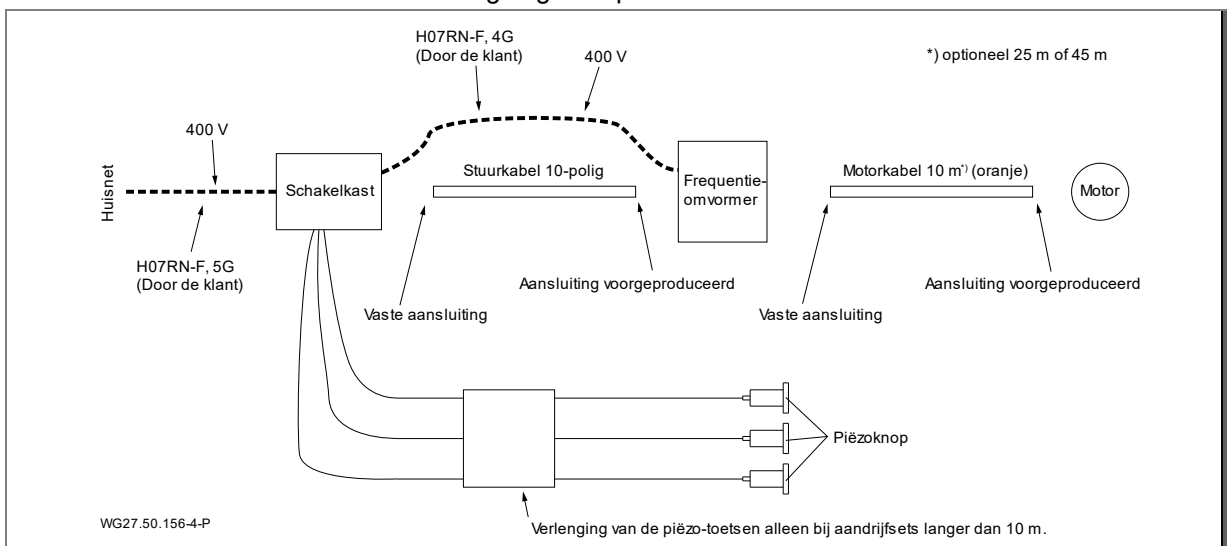 H07RN-F, 4G
(Door de klant)
400 V
*) optioneel 25 m of 45 m
400 V
Huisnet
Schakelkast
Stuurkabel 10-polig
Frequentie-
omvormer
Motorkabel 10 m*) (oranje)
Motor
H07RN-F, 5G
(Door de klant)
Aansluiting voorgeproduceerd
Aansluiting voorgeproduceerd
Vaste aansluiting
Vaste aansluiting
Piëzoknop
WG27.50.156-4-P
Verlenging van de piëzo-toetsen alleen bij aandrijfsets langer dan 10 m.